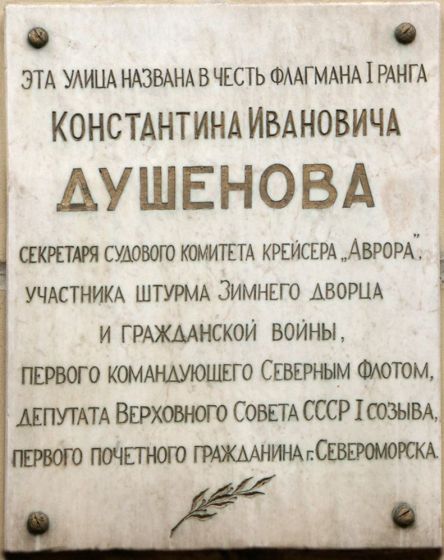 ЭТА УЛИЦА НАЗВАНА В ЧЕСТЬ ФЛАГМАНА I РАНГА
КОНСТАНТИНА ИВАНОВИЧА
ДУШЕНОВА
СЕКРЕТАРЯ СУДОВОГО КОМИТЕТА КРЕЙСЕРА „АВРОРА",
УЧАСТНИКА ШТУРМА ЗИМНЕГО ДВОРЦА
И ГРАЖДАНСКОЙ ВОЙНЫ,
ПЕРВОГО КОМАНДУЮЩЕГО СЕВЕРНЫМ ФЛОТОМ,
ДЕПУТАТА ВЕРХОВНОГО СОВЕТА СССР I СОЗЫВА,
ПЕРВОГО ПОЧЕТНОГО ГРАЖДАНИНА г. СЕВЕРОМОРСКА.